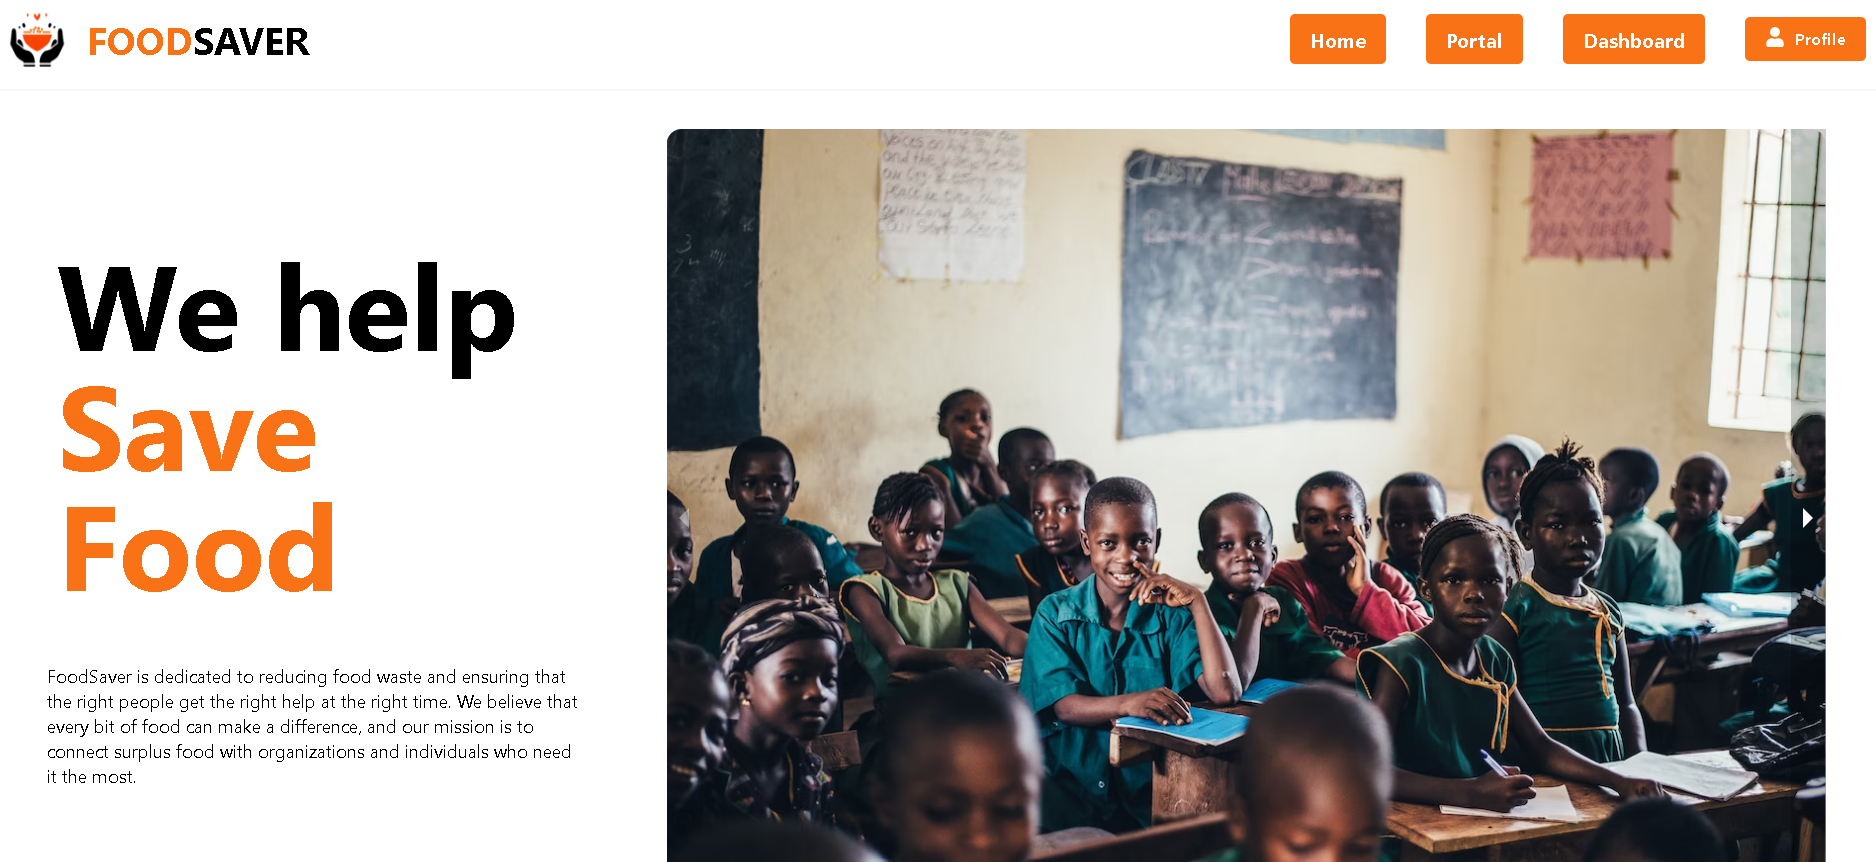 FOODSAVER
Home
Portal
Dashboard
Profile
We help
Save
Food
FoodSaver is dedicated to reducing food waste and ensuring that
the right people get the right help at the right time. We believe that
every bit of food can make a difference, and our mission is to
connect surplus food with organizations and individuals who need
it the most.